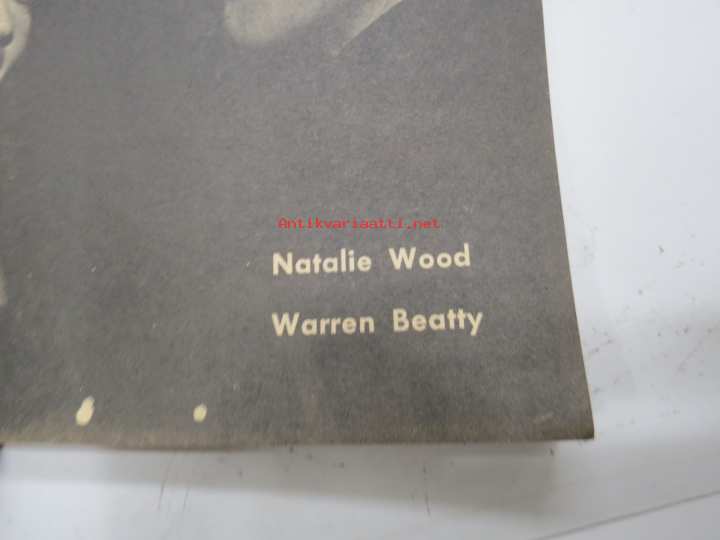 Antikvariaatti.net
Natalie Wood
Warren Beatty